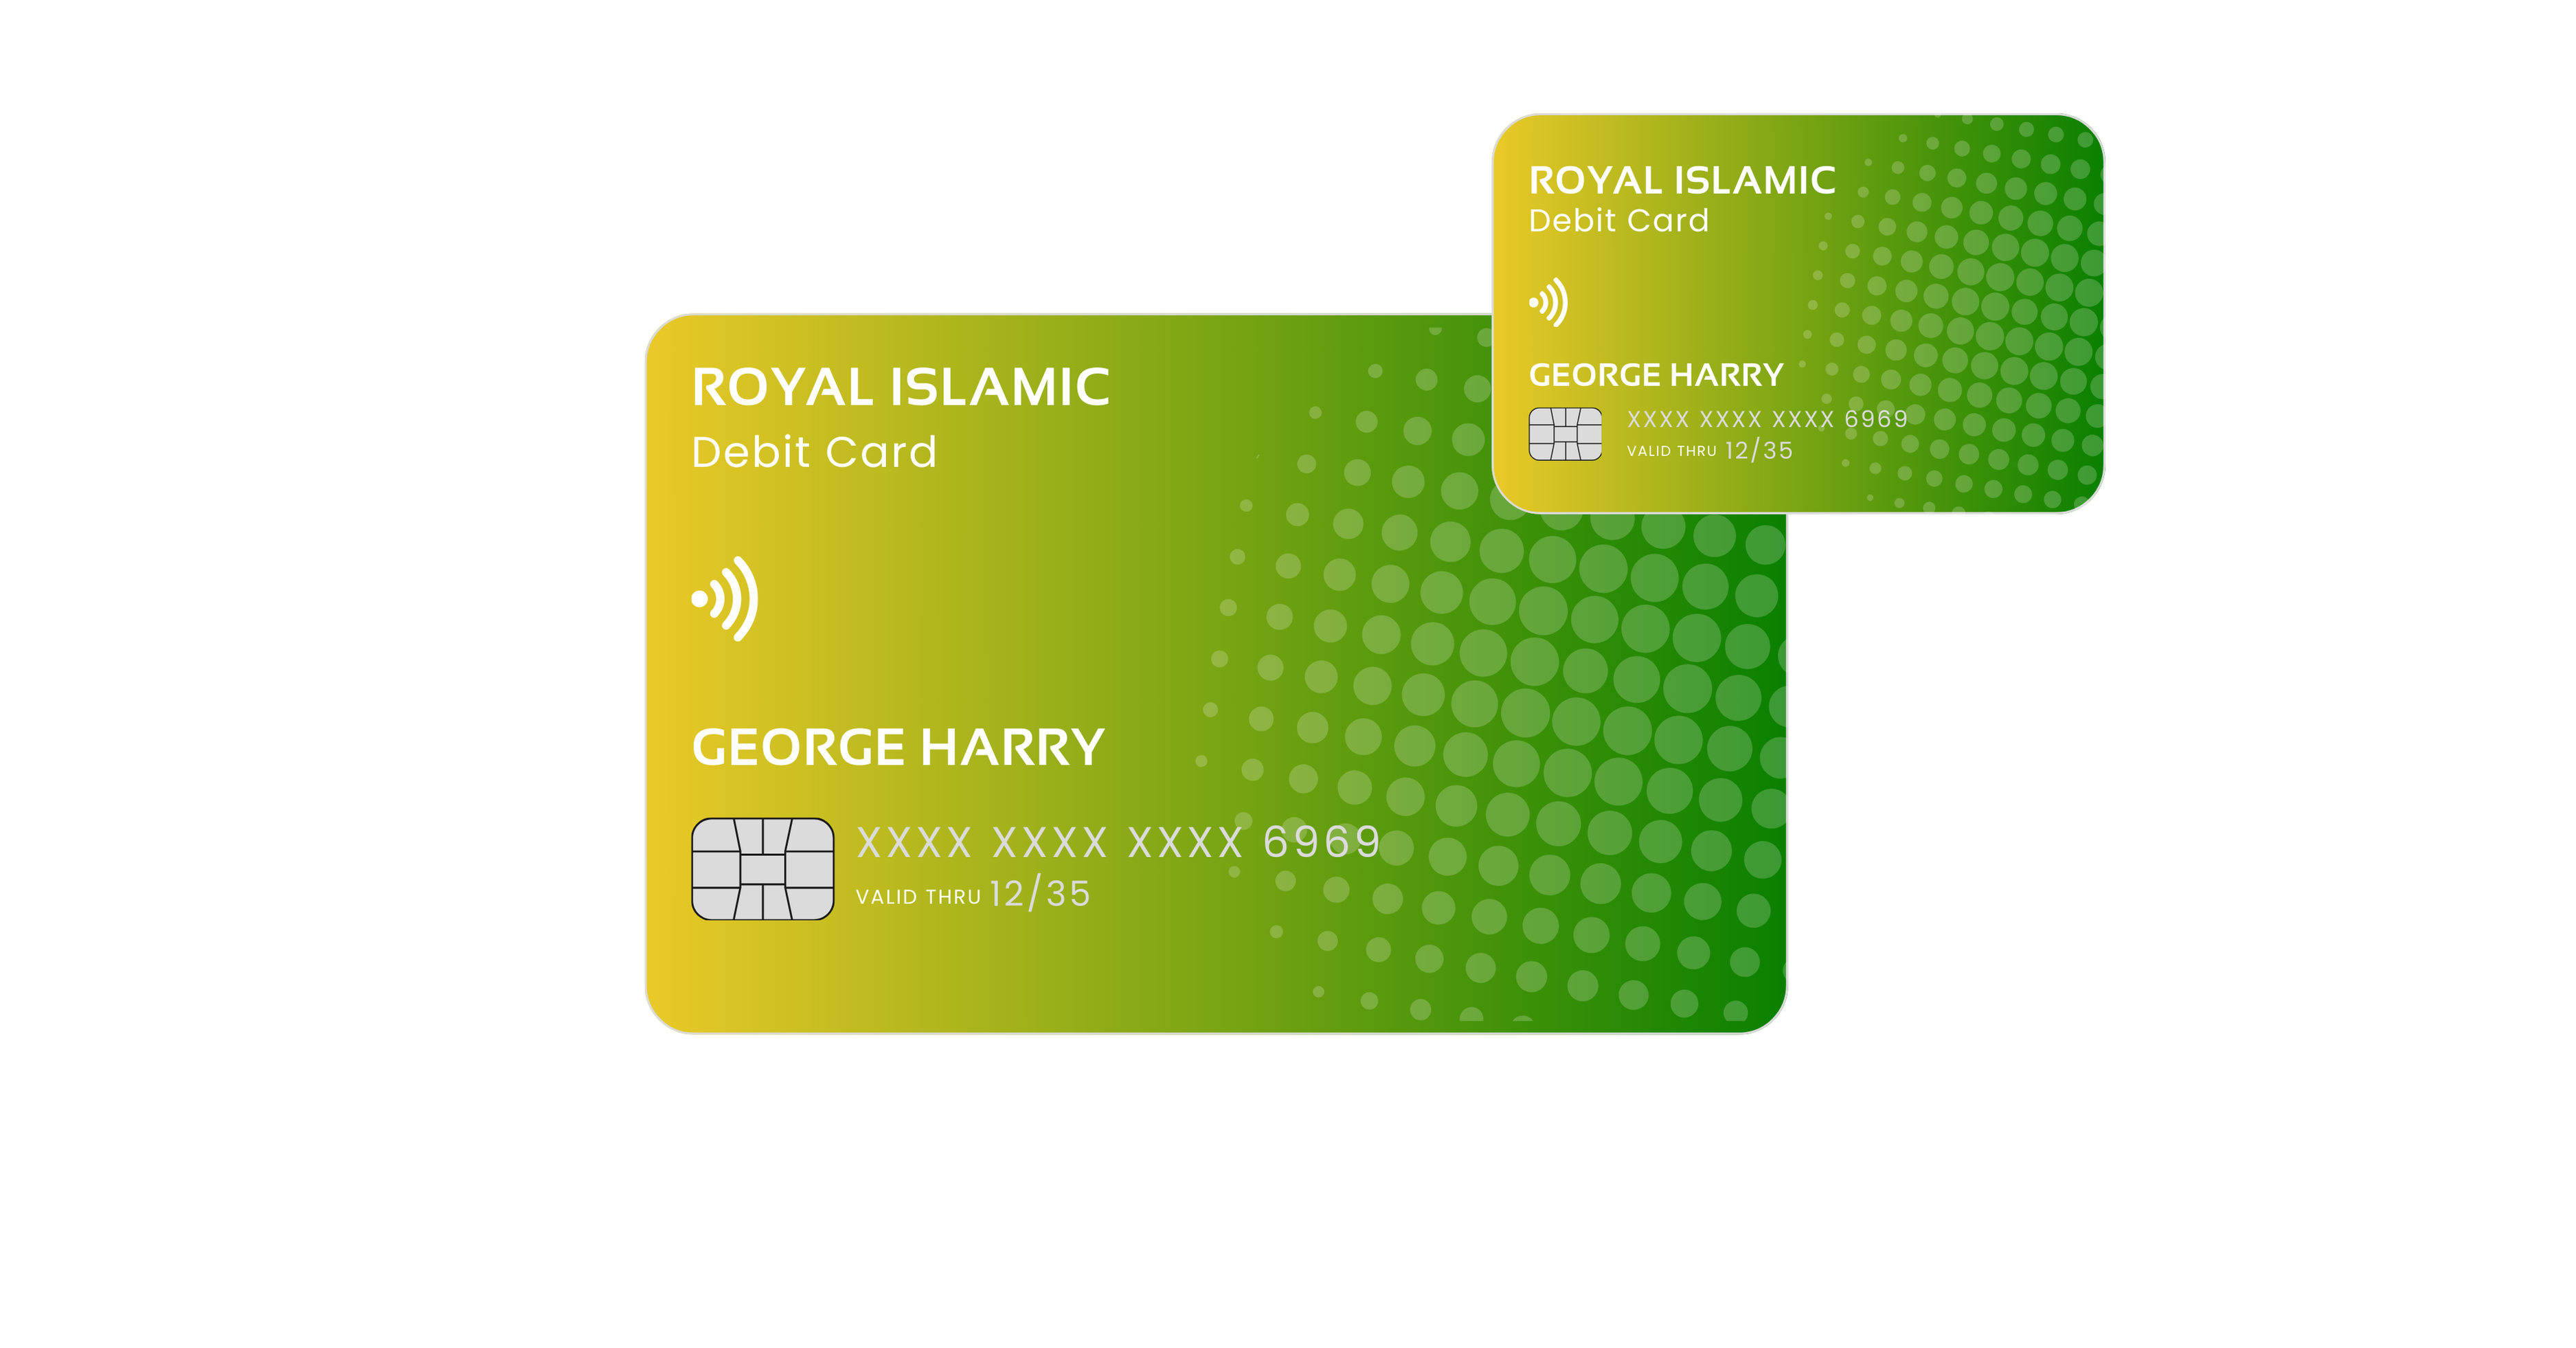 ROYAL ISLAMIC
Debit Card
GEORGE HARRY
XXXX XXXX XXXX 6969
VALID THRU 12/35
ROYAL ISLAMIC
Debit Card
GEORGE HARRY
XXXX XXXX XXXX 6969
VALID THRU 12/35